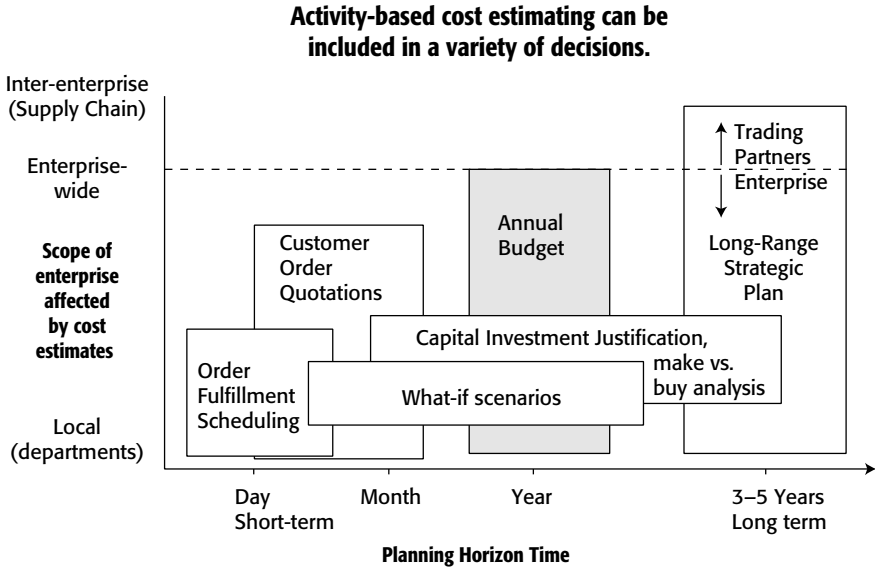 Activity-based cost estimating can be
included in a variety of decisions.
Inter-enterprise
(Supply Chain)
Enterprise-
wide
Scope of
enterprise
affected
by cost
estimates
Local
(departments)
Trading
Partners
Enterprise
Long-Range
Strategic
Plan
Annual
Budget
Customer
Order
Quotations
Capital Investment Justification,
make vs.
buy analysis
Order
Fulfillment
Scheduling
What-if scenarios
Day
Short-term
Month
Year
3–5 Years
Long term
Planning Horizon Time